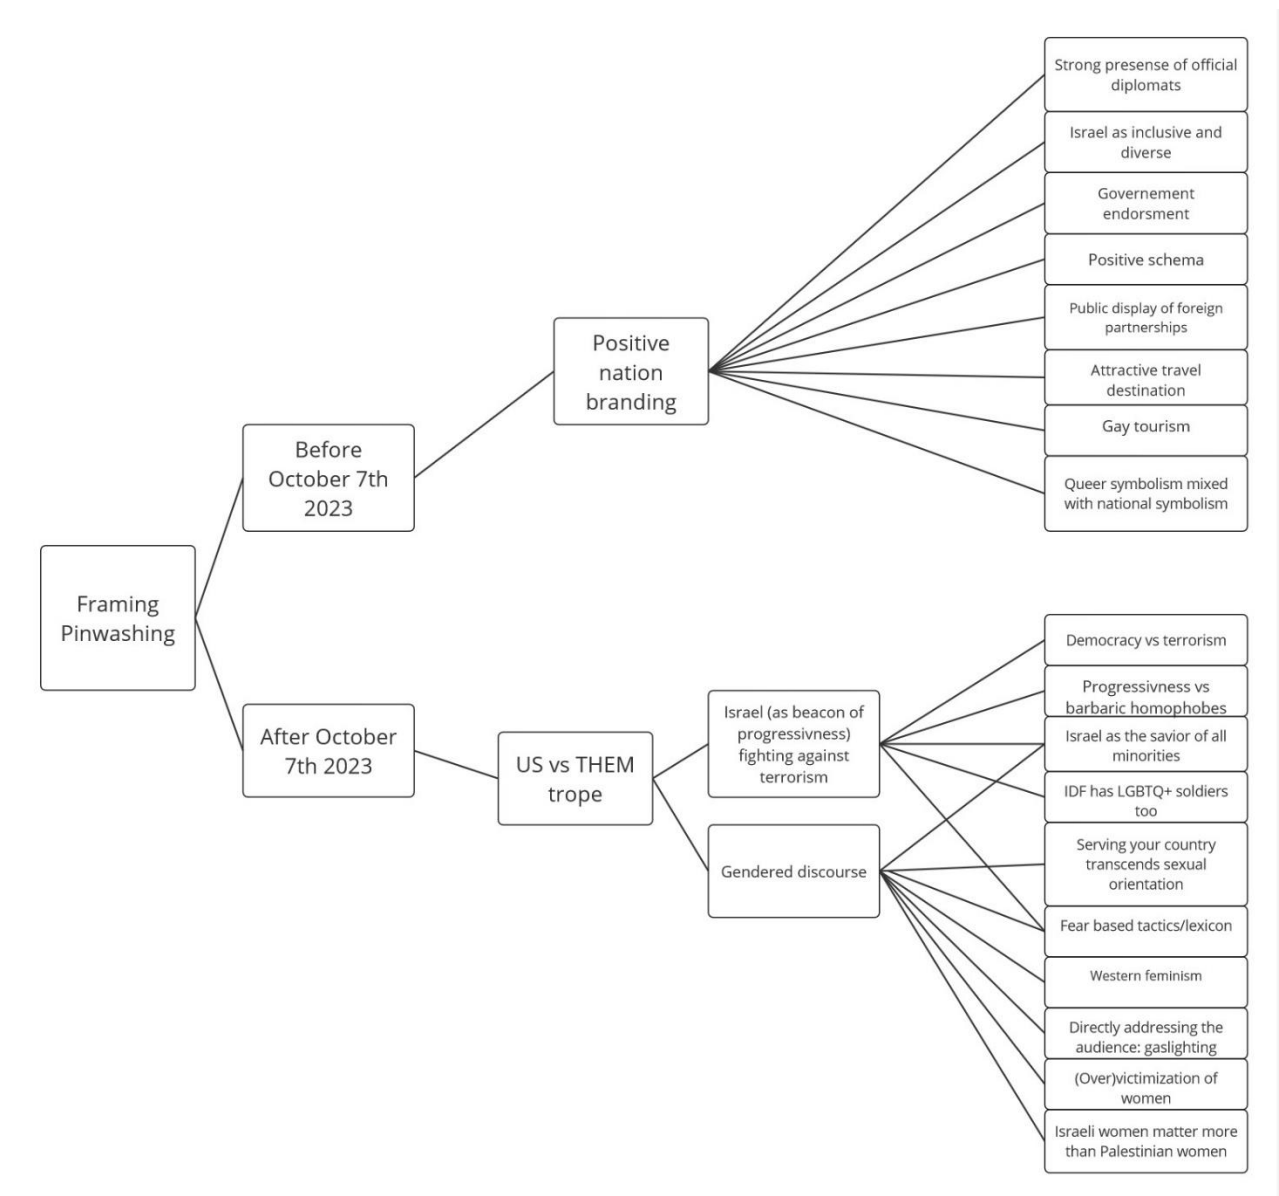 Strong presense of official
diplomats
Israel as inclusive and
diverse
Governement
endorsment
Positive schema
Public display of foreign
partnerships
Attractive travel
destination
Gay tourism
Queer symbolism mixed
with national symbolism
Positive
nation
branding
Before
October 7th
2023
Framing
Pinwashing
After October
7th 2023
US vs THEM
trope
Israel (as beacon of
progressivness)
fighting against
terrorism
Gendered discourse
Democracy vs terrorism
Progressivness vs
barbaric homophobes
Israel as the savior of all
minorities
IDF has LGBTQ+ soldiers
too
Serving your country
transcends sexual
orientation
Fear based tactics/lexicon
Western feminism
Directly addressing the
audience: gaslighting
(Over)victimization of
women
Israeli women matter more
than Palestinian women